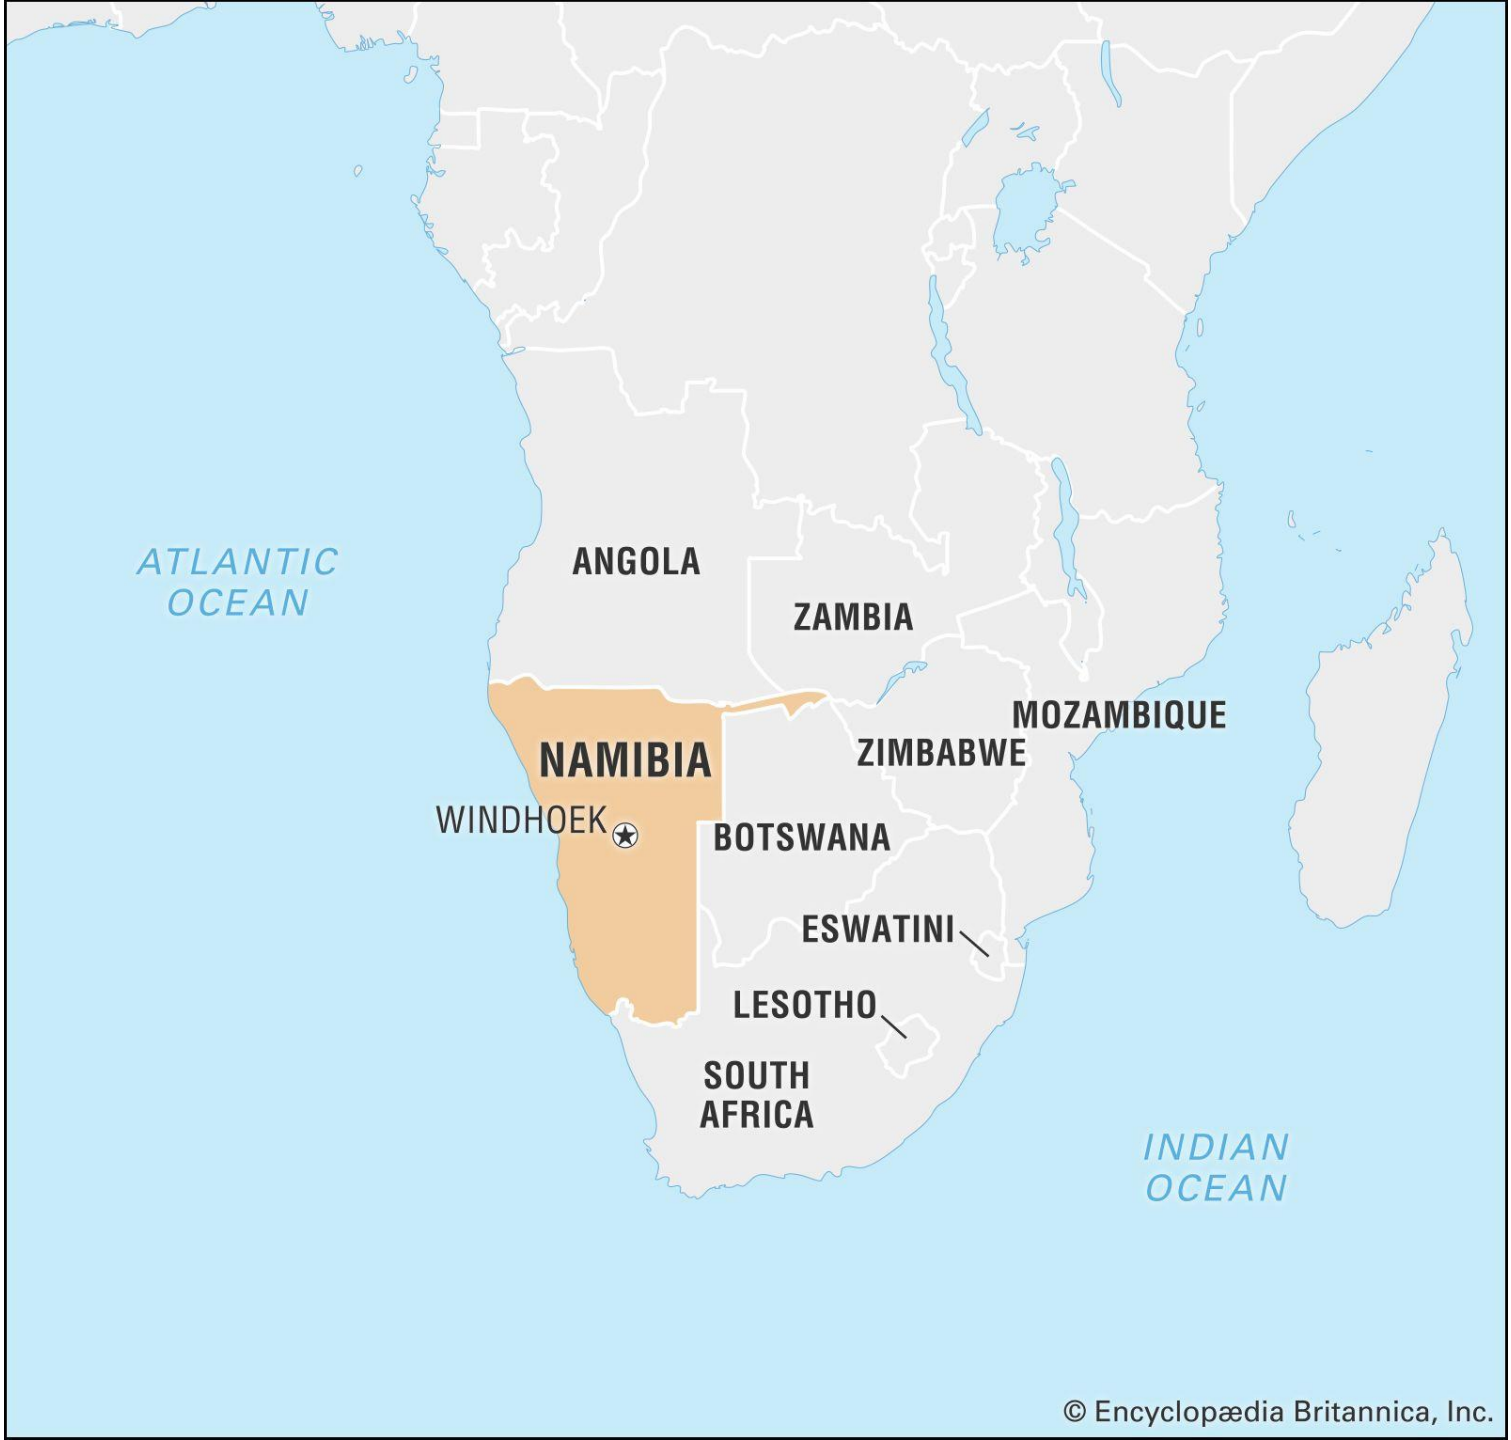 ATLANTIC
OCEAN
ANGOLA
ZAMBIA
MOZAMBIQUE
ZIMBABWE
NAMIBIA
WINDHOEK
BOTSWANA
ESWATINI
LESOTHO
SOUTH
AFRICA
INDIAN
OCEAN
© Encyclopædia Britannica, Inc.